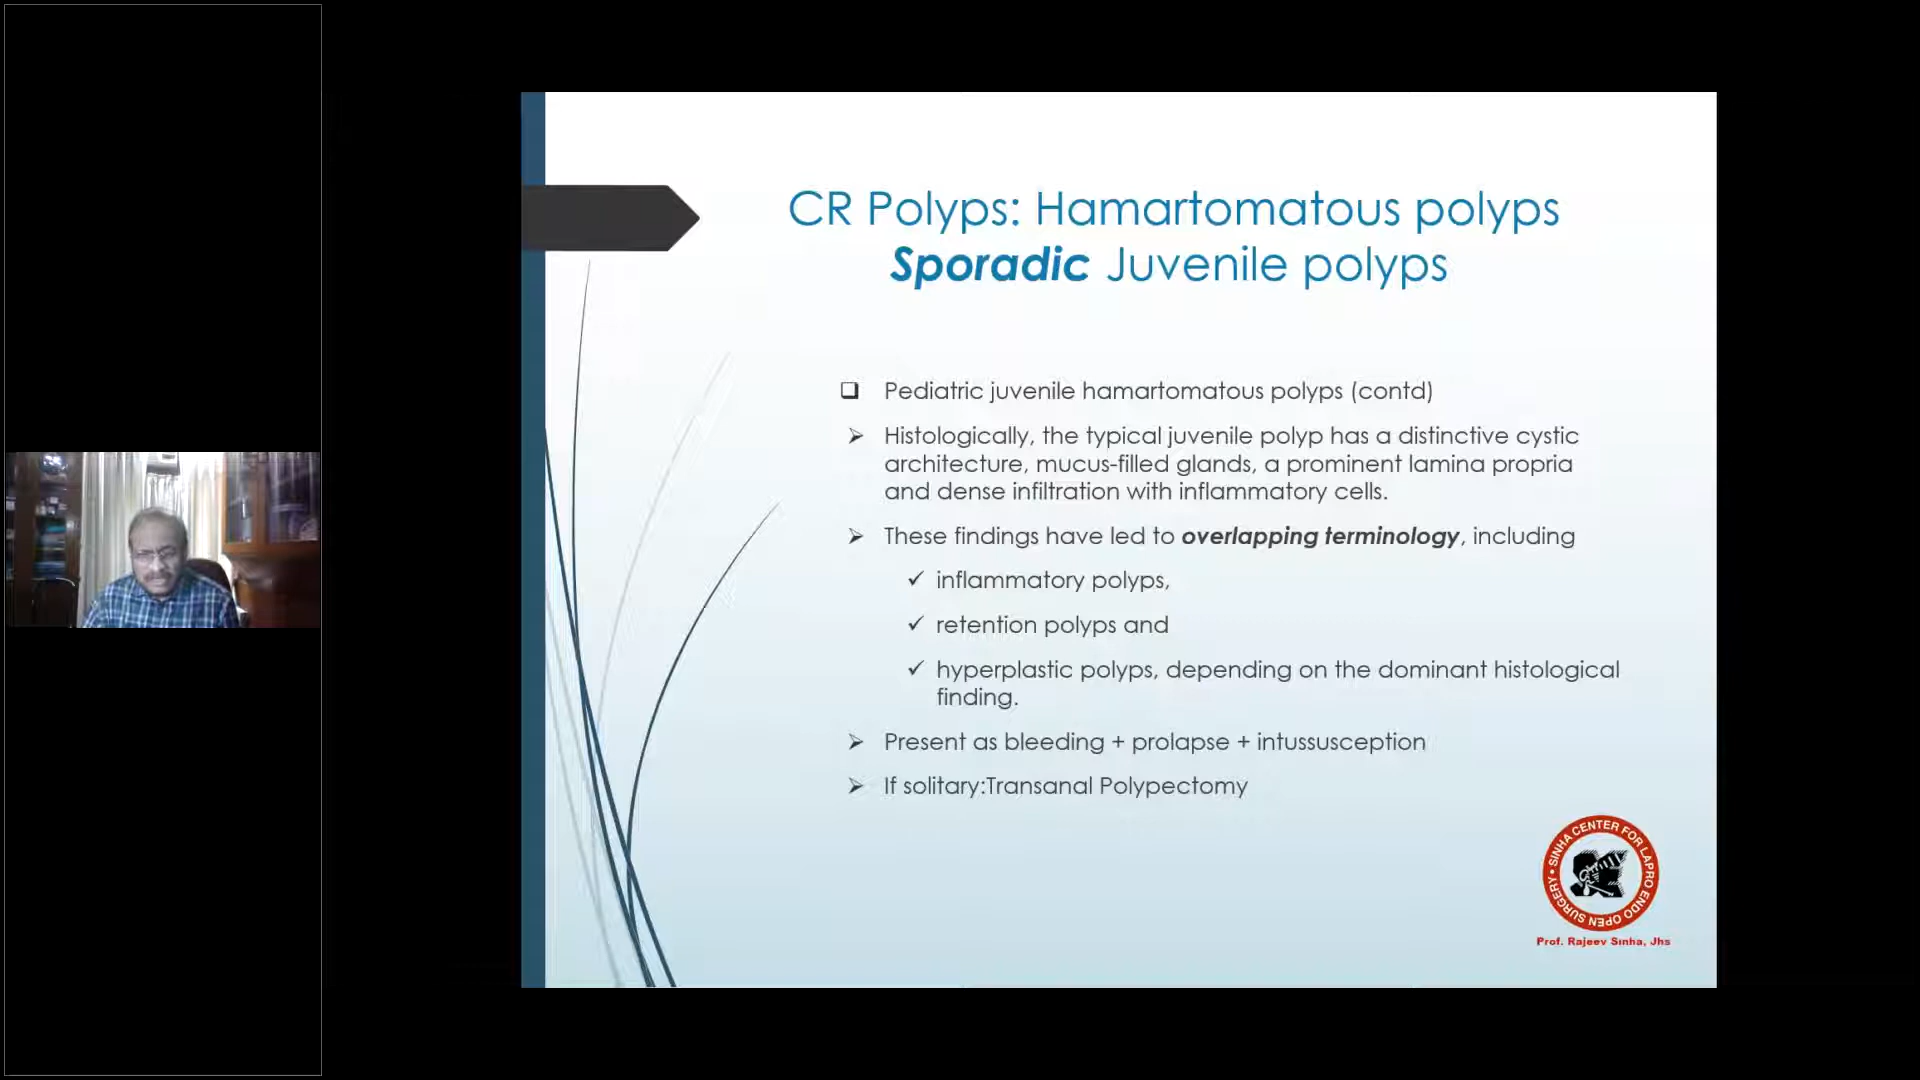 CR Polyps: Hamartomatous polyps
Sporadic Juvenile polyps
Pediatric juvenile hamartomatous polyps (contd)
Histologically, the typical juvenile polyp has a distinctive cystic
architecture, mucus-filled glands, a prominent lamina propria
and dense infiltration with inflammatory cells.
These findings have led to overlapping terminology, including
inflammatory polyps,
retention polyps and
hyperplastic polyps, depending on the dominant histological
finding.
Present as bleeding + prolapse + intussusception
If solitary:Transanal Polypectomy
SINHA CENTER FOR LAPRO ENDO OPEN SURGERY
Prof. Rajeev Sinha, Jhs